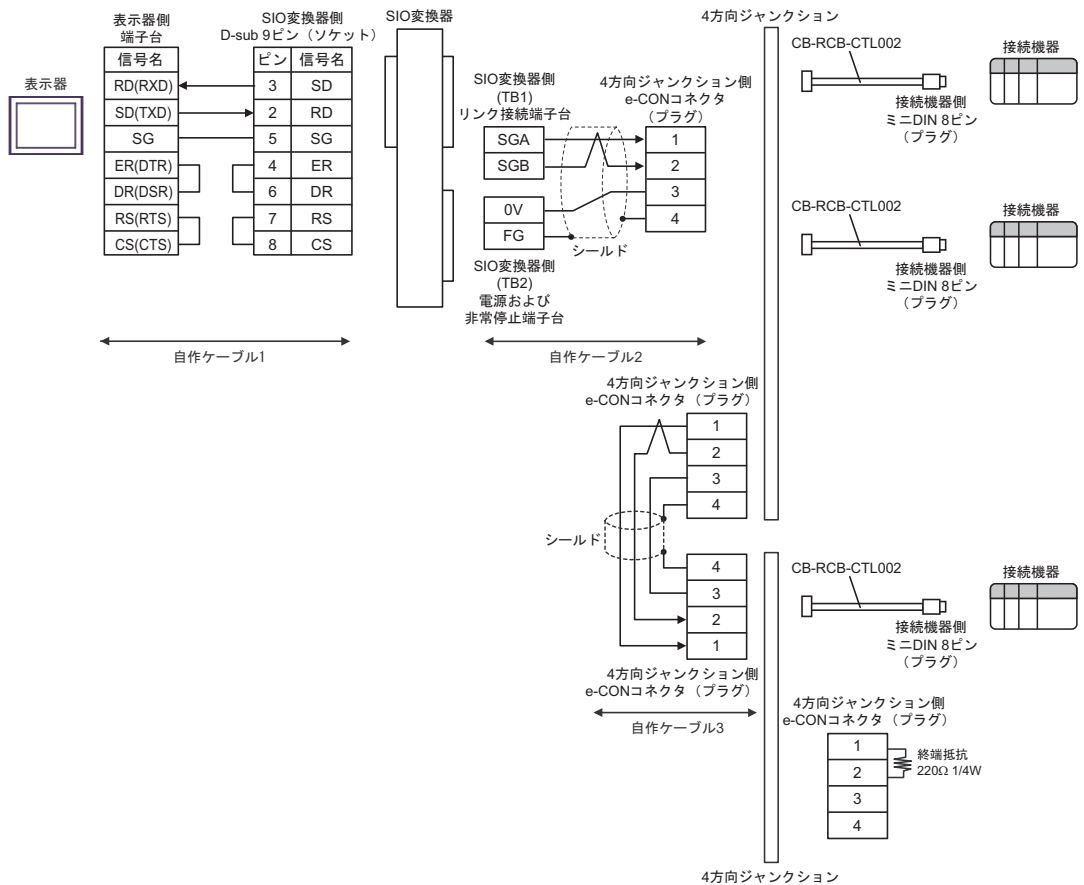 表示器
表示器側
端子台
信号名
RD(RXD)
SD(TXD)
SG
ER(DTR)
DR(DSR)
RS(RTS)
CS(CTS)
SIO変換器側
D-sub 9ピン（ソケット）
ピン 信号名
3 SD
2 RD
5 SG
4 ER
6 DR
7 RS
8 CS
自作ケーブル1
SIO変換器
SIO変換器側
(TB1)
リンク接続端子台
SGA
SGB
0V
FG
SIO変換器側
(TB2)
電源および
非常停止端子台
シールド
4方向ジャンクション側
e-CONコネクタ
（プラグ）
1
2
3
4
自作ケーブル2
4方向ジャンクション
CB-RCB-CTL002
接続機器側
ミニDIN 8ピン
（プラグ）
接続機器
CB-RCB-CTL002
接続機器側
ミニDIN 8ピン
（プラグ）
接続機器
4方向ジャンクション側
e-CONコネクタ（プラグ）
1
2
3
4
シールド
4
3
2
1
4方向ジャンクション側
e-CONコネクタ（プラグ）
自作ケーブル3
CB-RCB-CTL002
接続機器側
ミニDIN 8ピン
（プラグ）
接続機器
4方向ジャンクション側
e-CONコネクタ（プラグ）
1
2
3
4
終端抵抗
220Ω 1/4W
4方向ジャンクション